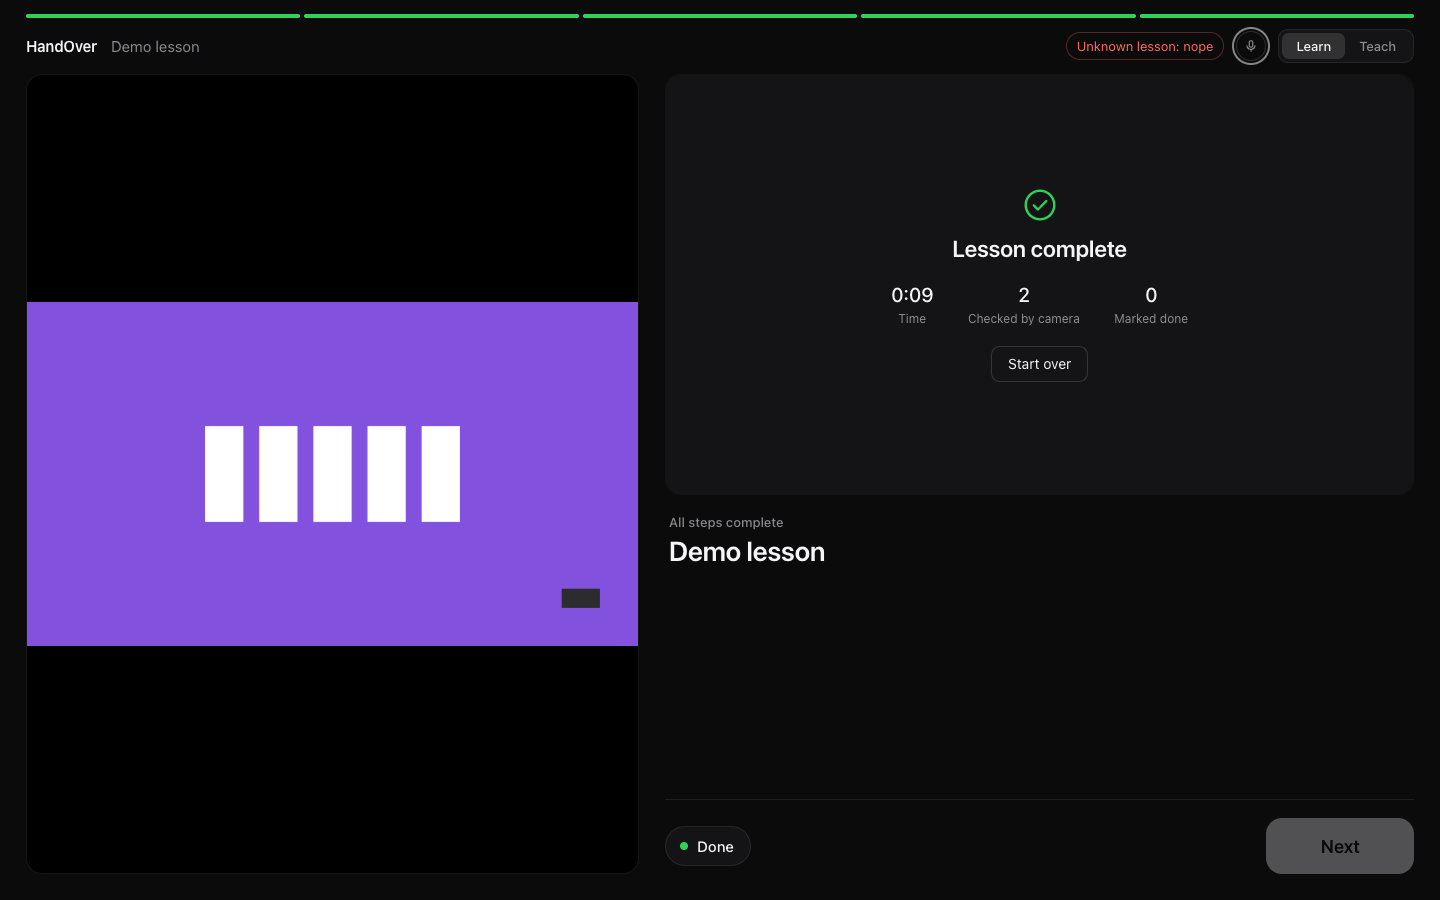 HandOver Demo lesson
Unknown lesson: nope
Learn Teach
Lesson complete
0:09 2 0
Time Checked by camera Marked done
Start over
All steps complete
Demo lesson
Done
Next